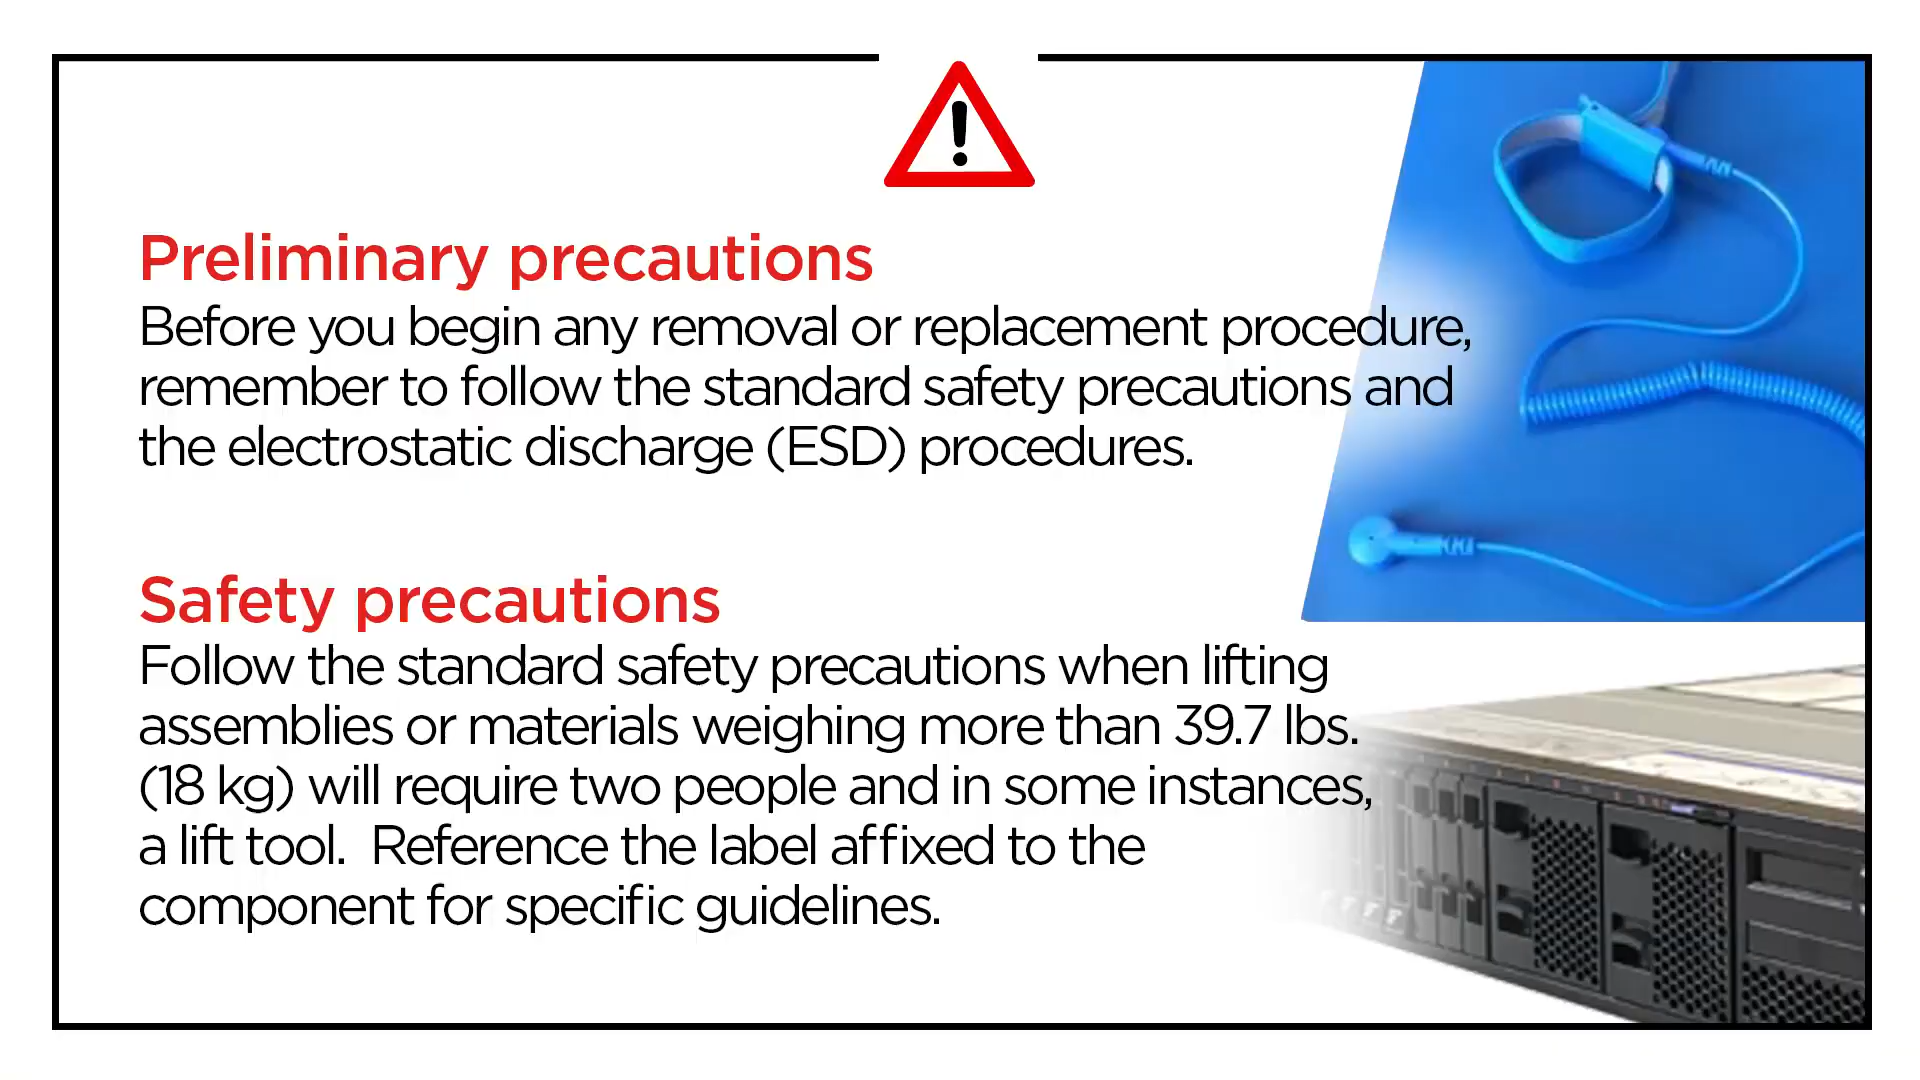 Preliminary precautions
Before you begin any removal or replacement procedure,
remember to follow the standard safety precautions and
the electrostatic discharge (ESD) procedures.
Safety precautions
Follow the standard safety precautions when lifting
assemblies or materials weighing more than 39.7 lbs.
(18 kg) will require two people and in some instances,
a lift tool.  Reference the label affixed to the
component for specific guidelines.